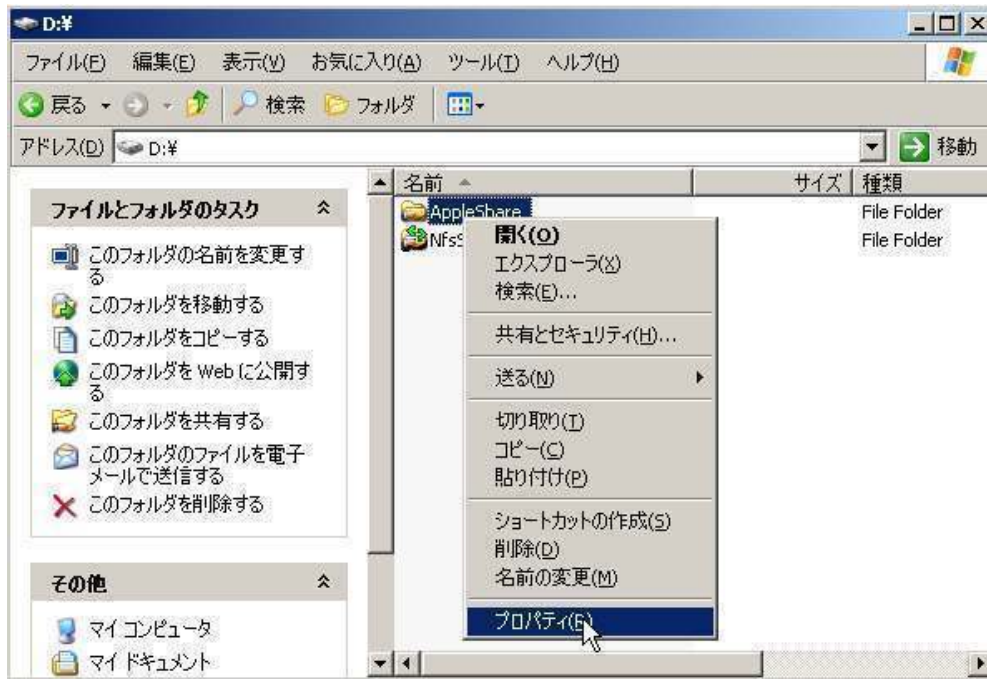 D:¥
ファイル(F) 編集(E) 表示(V) お気に入り(A) ツール(T) ヘルプ(H)
戻る 検索 フォルダ
アドレス(D) D:¥ 移動
名前 サイズ 種類
ファイルとフォルダのタスク
このフォルダの名前を変更す
る
このフォルダを移動する
このフォルダをコピーする
このフォルダを Web に公開す
る
このフォルダを共有する
このフォルダのファイルを電子
メールで送信する
このフォルダを削除する
その他
マイ コンピュータ
マイ ドキュメント
AppleShare File Folder
NfsS File Folder
開く(O)
エクスプローラ(X)
検索(E)...
共有とセキュリティ(H)...
送る(N)
切り取り(T)
コピー(C)
貼り付け(P)
ショートカットの作成(S)
削除(D)
名前の変更(M)
プロパティ(R)